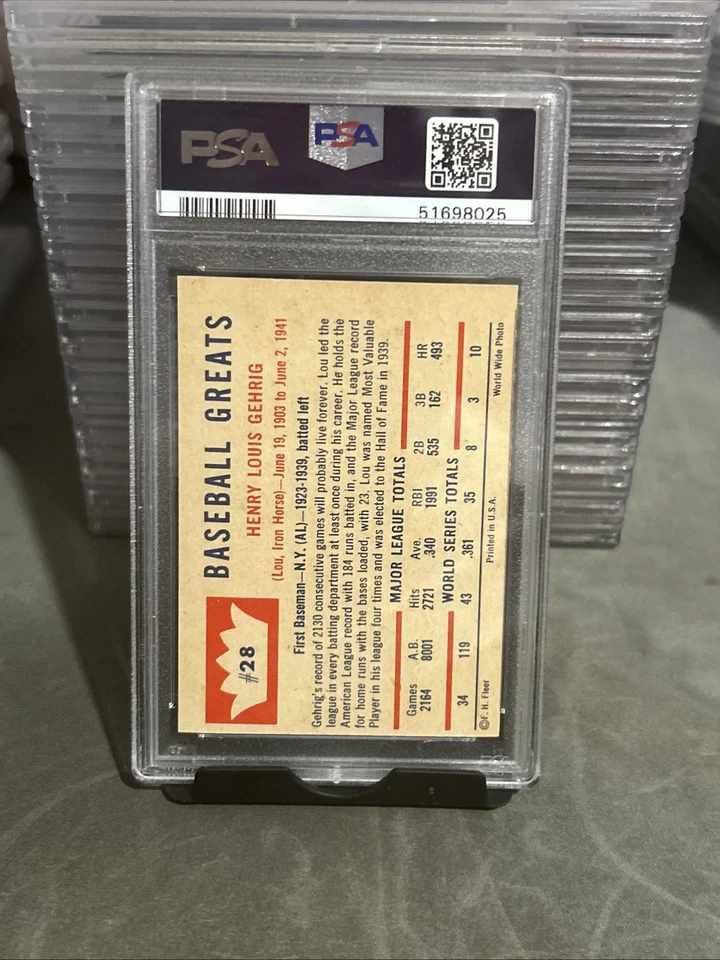 PSA
PSA
51698025
#28
BASEBALL GREATS
HENRY LOUIS GEHRIG
(Lou, Iron Horse)—June 19, 1903 to June 2, 1941
First Baseman—N.Y. (AL)—1923-1939, batted left
Gehrig's record of 2130 consecutive games will probably live forever. Lou led the
league in every batting department at least once during his career. He holds the
American League record with 184 runs batted in, and the Major League record
for home runs with the bases loaded, with 23. Lou was named Most Valuable
Player in his league four times and was elected to the Hall of Fame in 1939.
MAJOR LEAGUE TOTALS
Games A.B. Hits Ave. RBI 2B 3B HR
2164 8001 2721 .340 1991 535 162 493
WORLD SERIES TOTALS
34 119 43 .361 35 8 3 10
©F. H. Fleer Printed in U.S.A. World Wide Photo